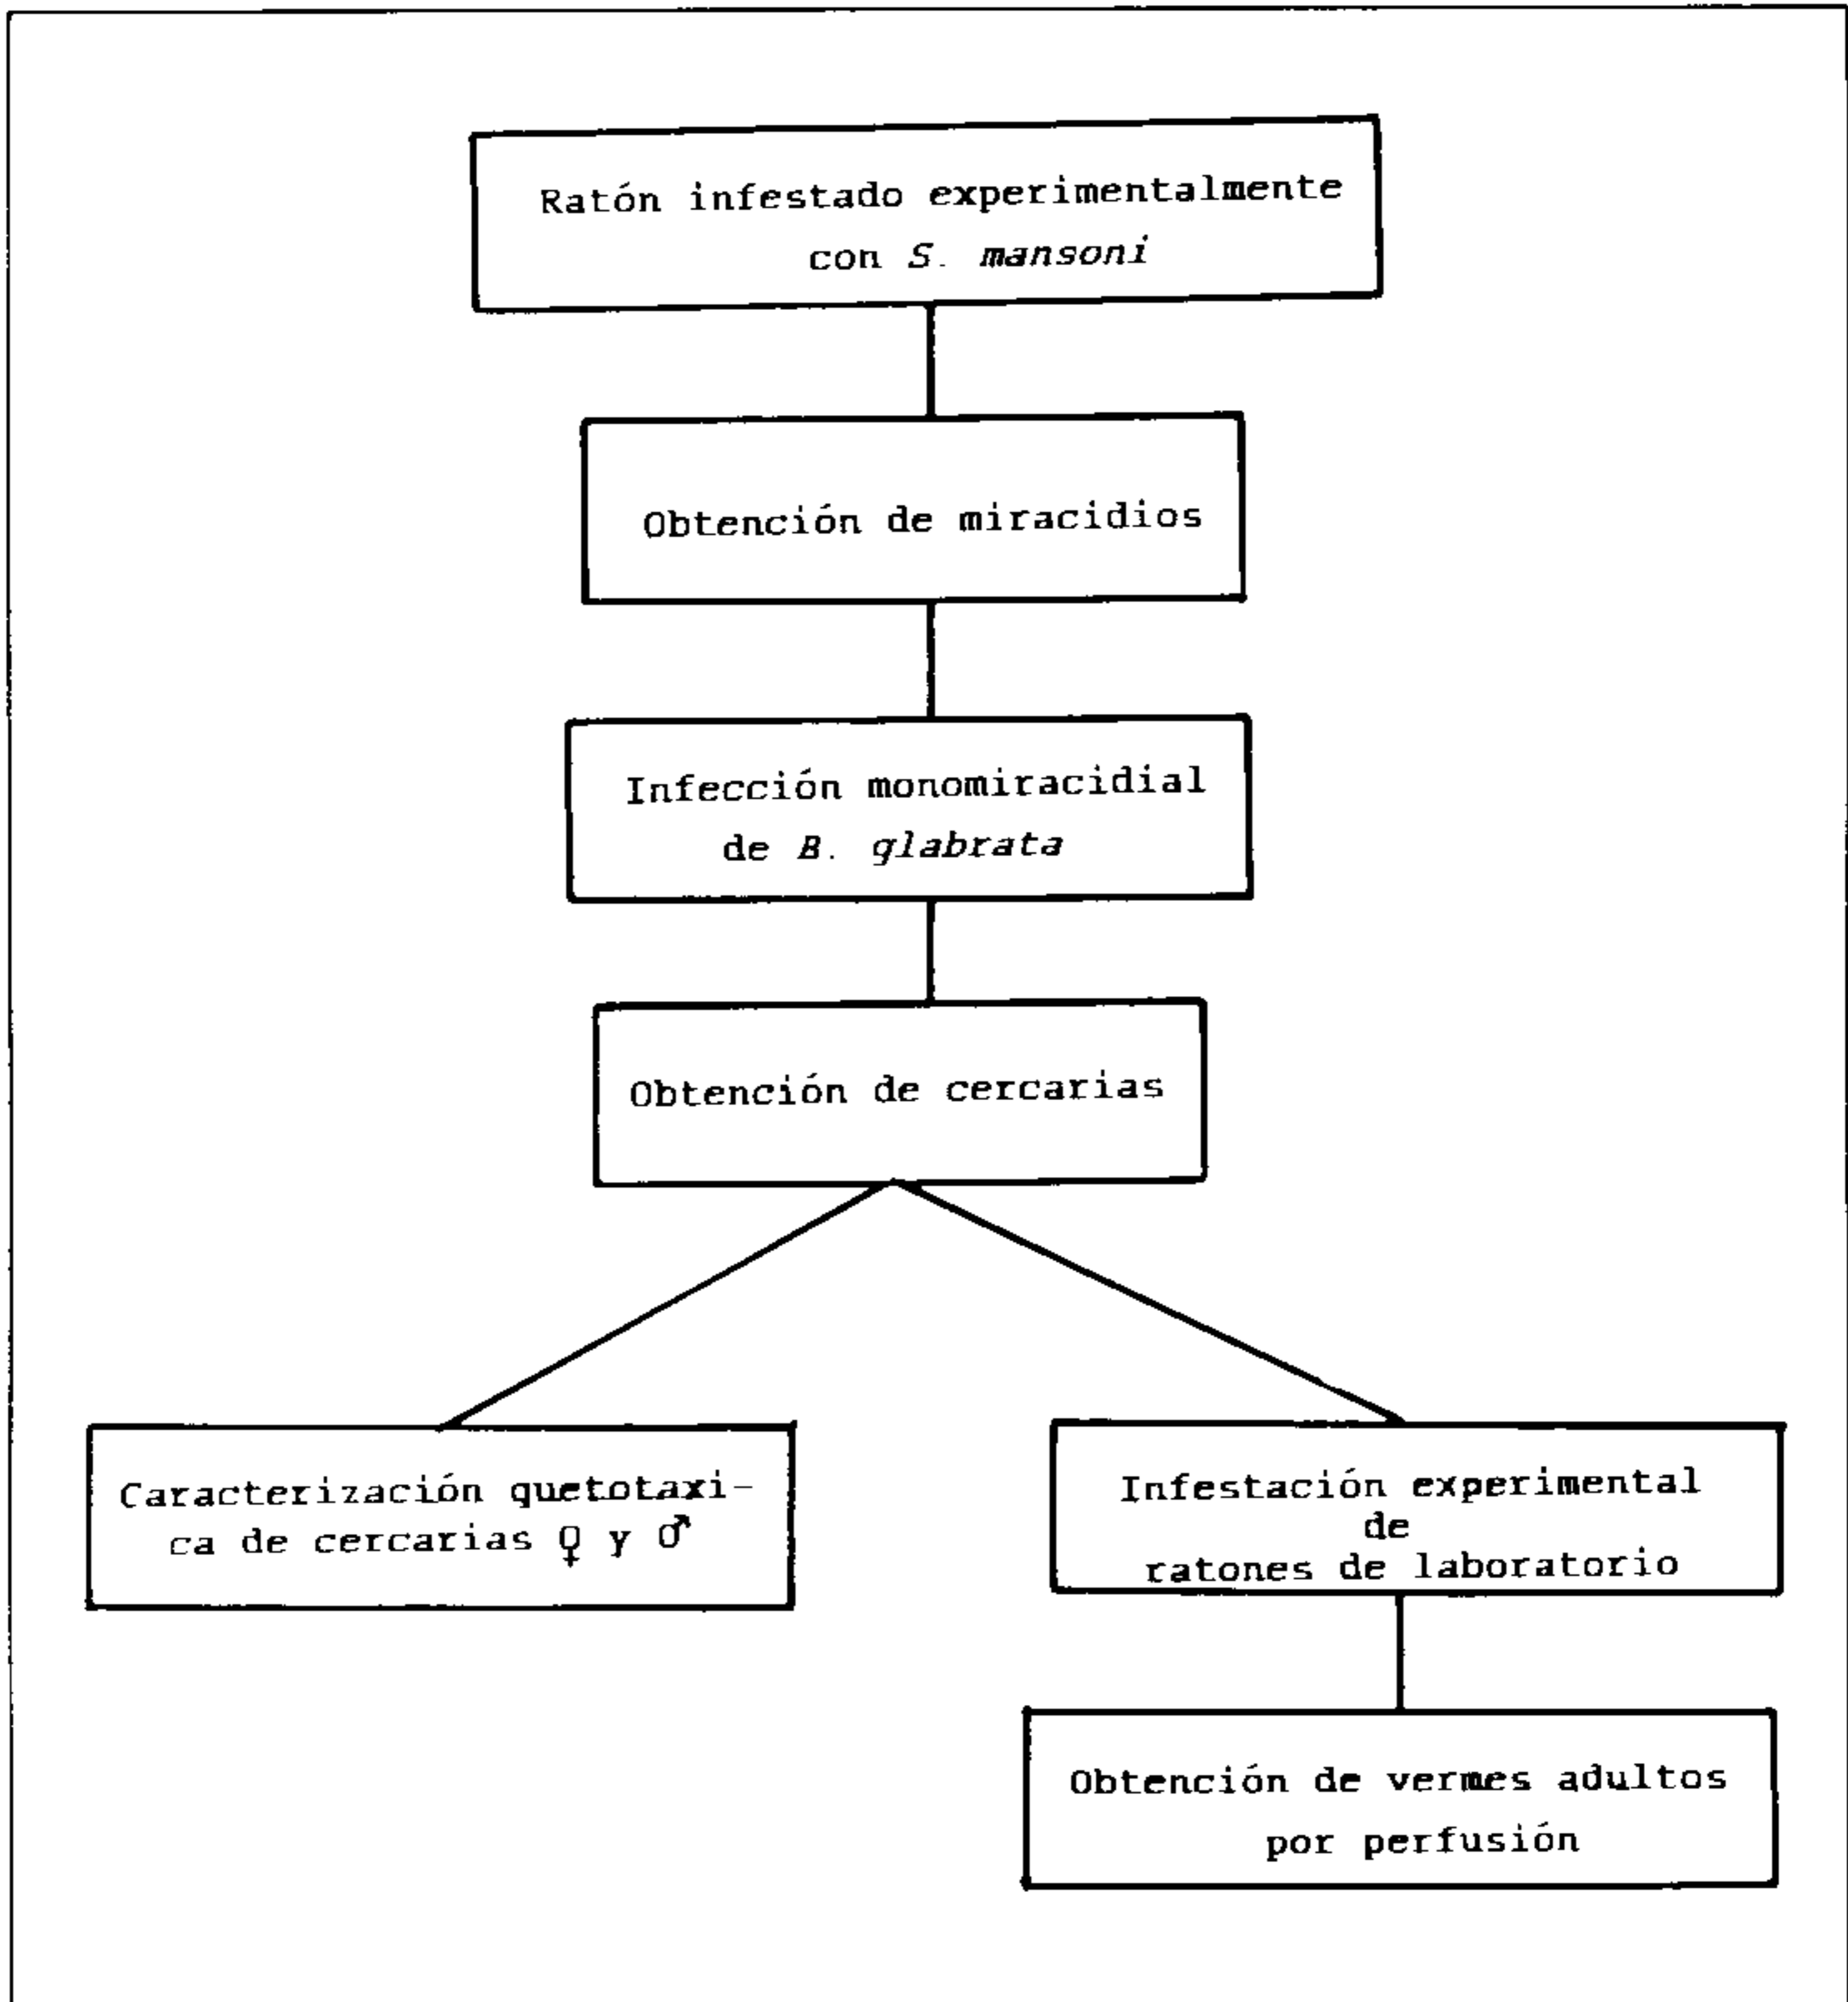 Ratón infestado experimentalmente
con S. mansoni
Obtención de miracidios
Infección monomiracidial
de B. glabrata
Obtención de cercarias
Caracterización quetotaxi-
ca de cercarias ♀ y ♂
Infestación experimental
de
ratones de laboratorio
Obtención de vermes adultos
por perfusión